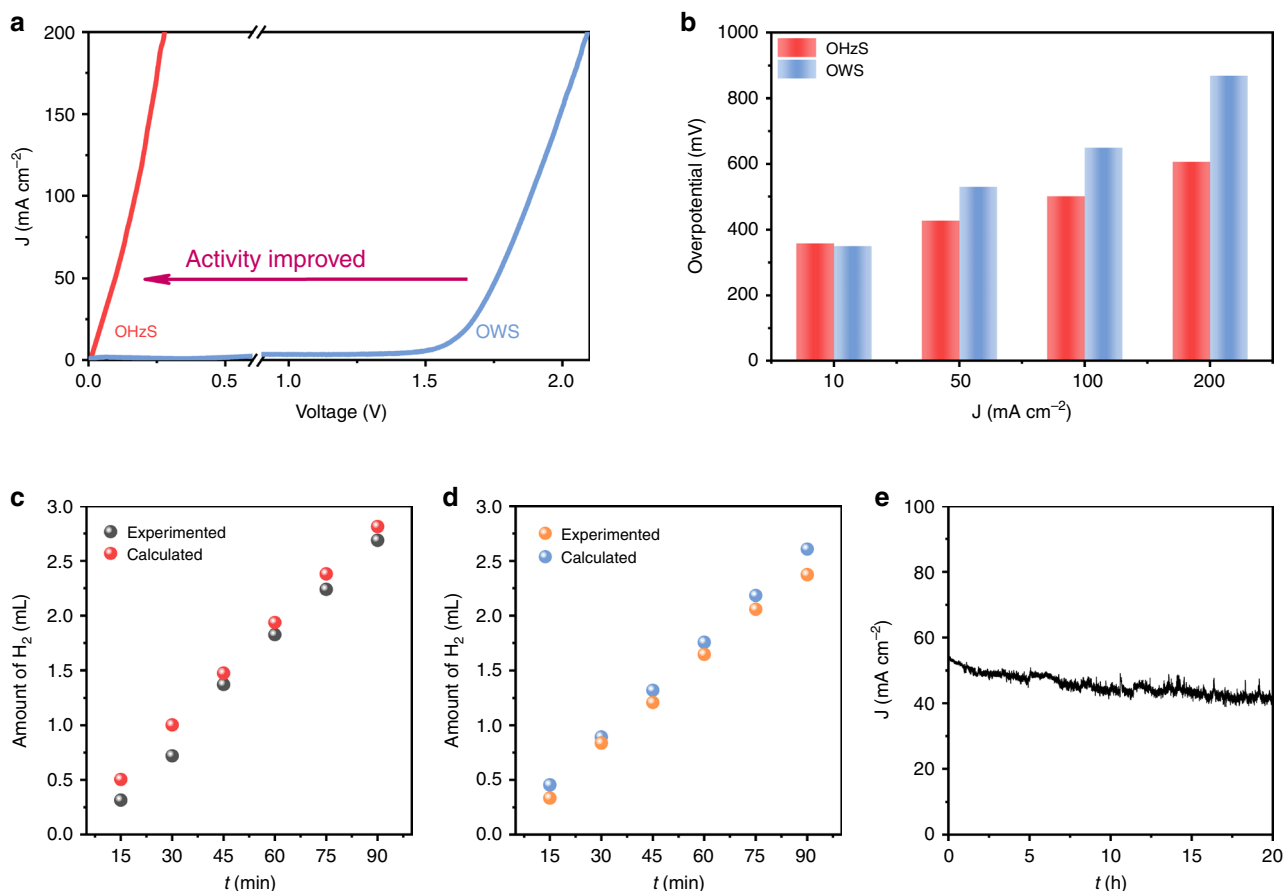 a
200
150
100
50
0
J (mA cm⁻²)
Activity improved
OHzS
OWS
0.0 0.5 1.0 1.5 2.0
Voltage (V)
b
1000
800
600
400
200
0
Overpotential (mV)
OHzS
OWS
10 50 100 200
J (mA cm⁻²)
c
3.0
2.5
2.0
1.5
1.0
0.5
0.0
Amount of H₂ (mL)
Experimented
Calculated
15 30 45 60 75 90
t (min)
d
3.0
2.5
2.0
1.5
1.0
0.5
0.0
Amount of H₂ (mL)
Experimented
Calculated
15 30 45 60 75 90
t (min)
e
100
80
60
40
20
0
J (mA cm⁻²)
0 5 10 15 20
t (h)